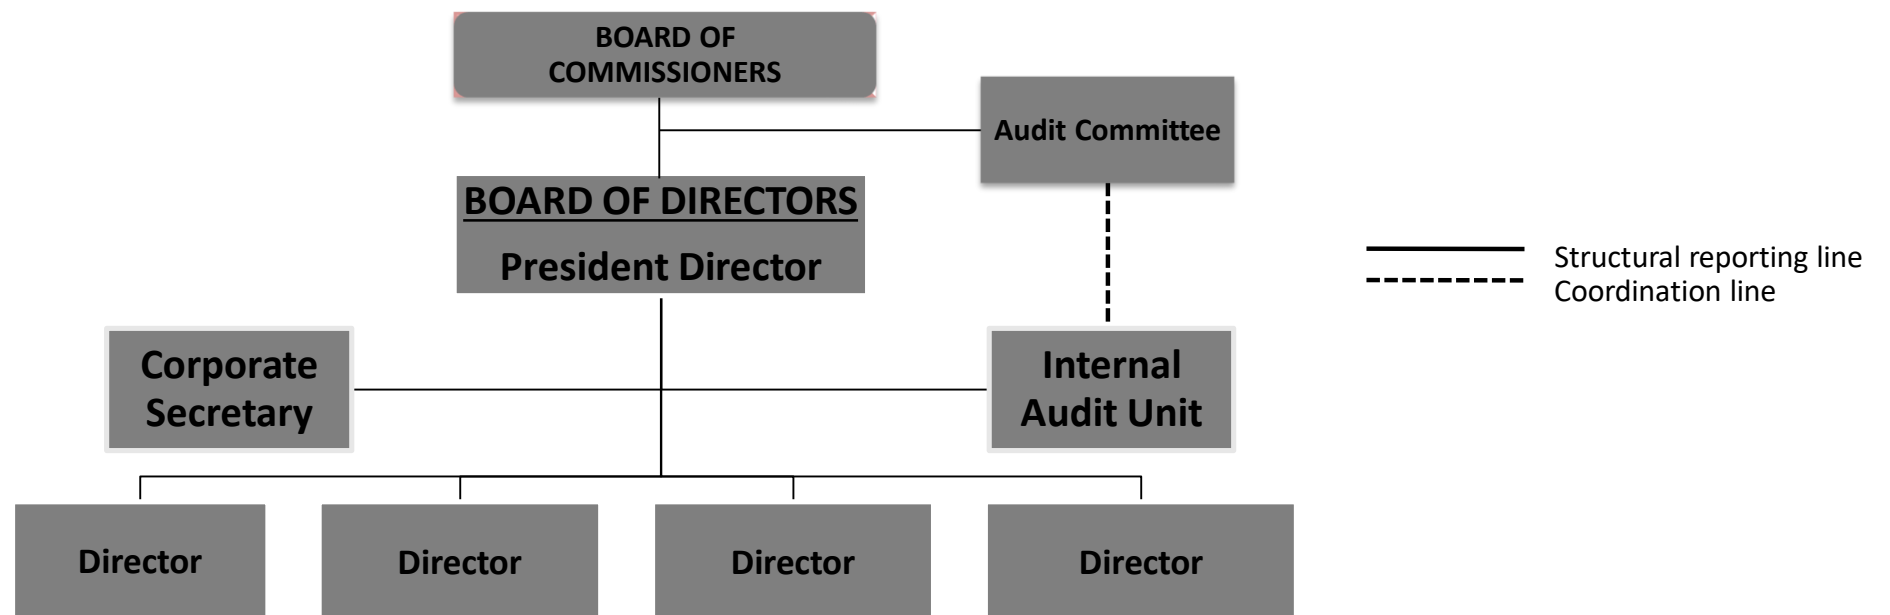 BOARD OF
COMMISSIONERS
Audit Committee
BOARD OF DIRECTORS
President Director
Structural reporting line
Coordination line
Corporate
Secretary
Internal
Audit Unit
Director
Director
Director
Director